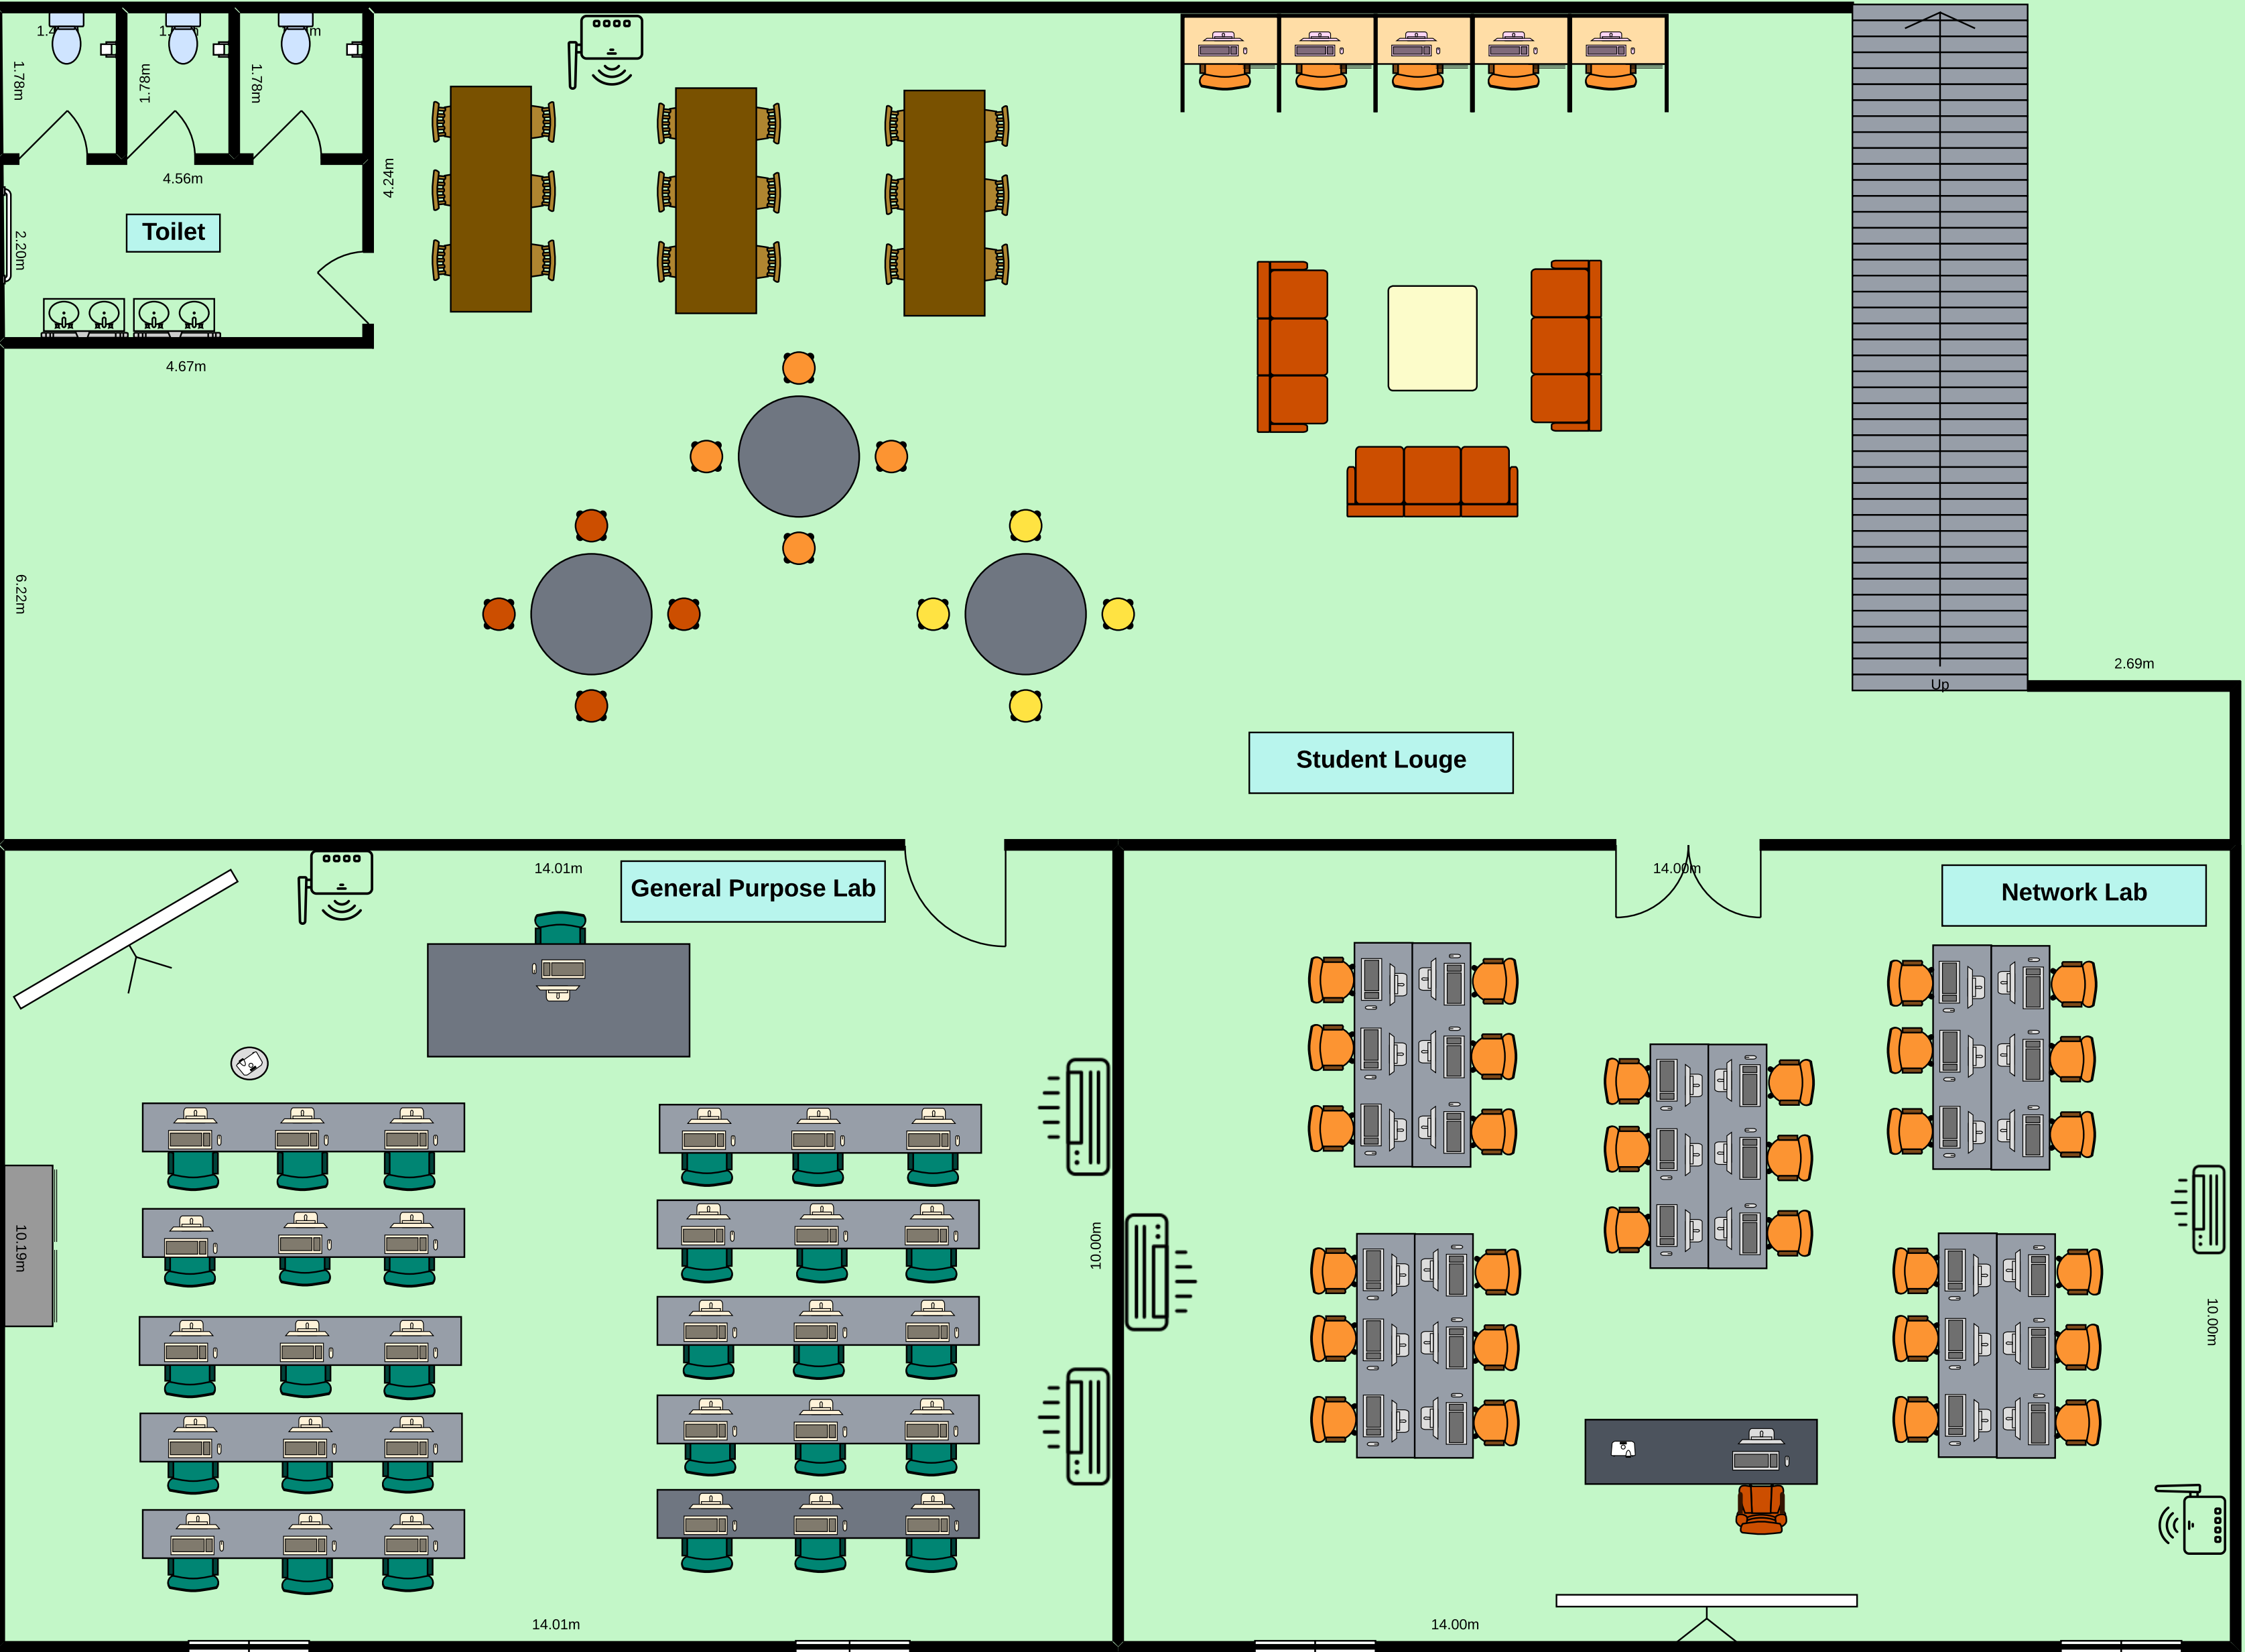 1.78m
1.78m
1.78m
4.56m
4.24m
Toilet
2.20m
4.67m
6.22m
2.69m
Up
Student Louge
14.01m
General Purpose Lab
14.00m
Network Lab
10.19m
10.00m
10.00m
14.01m
14.00m